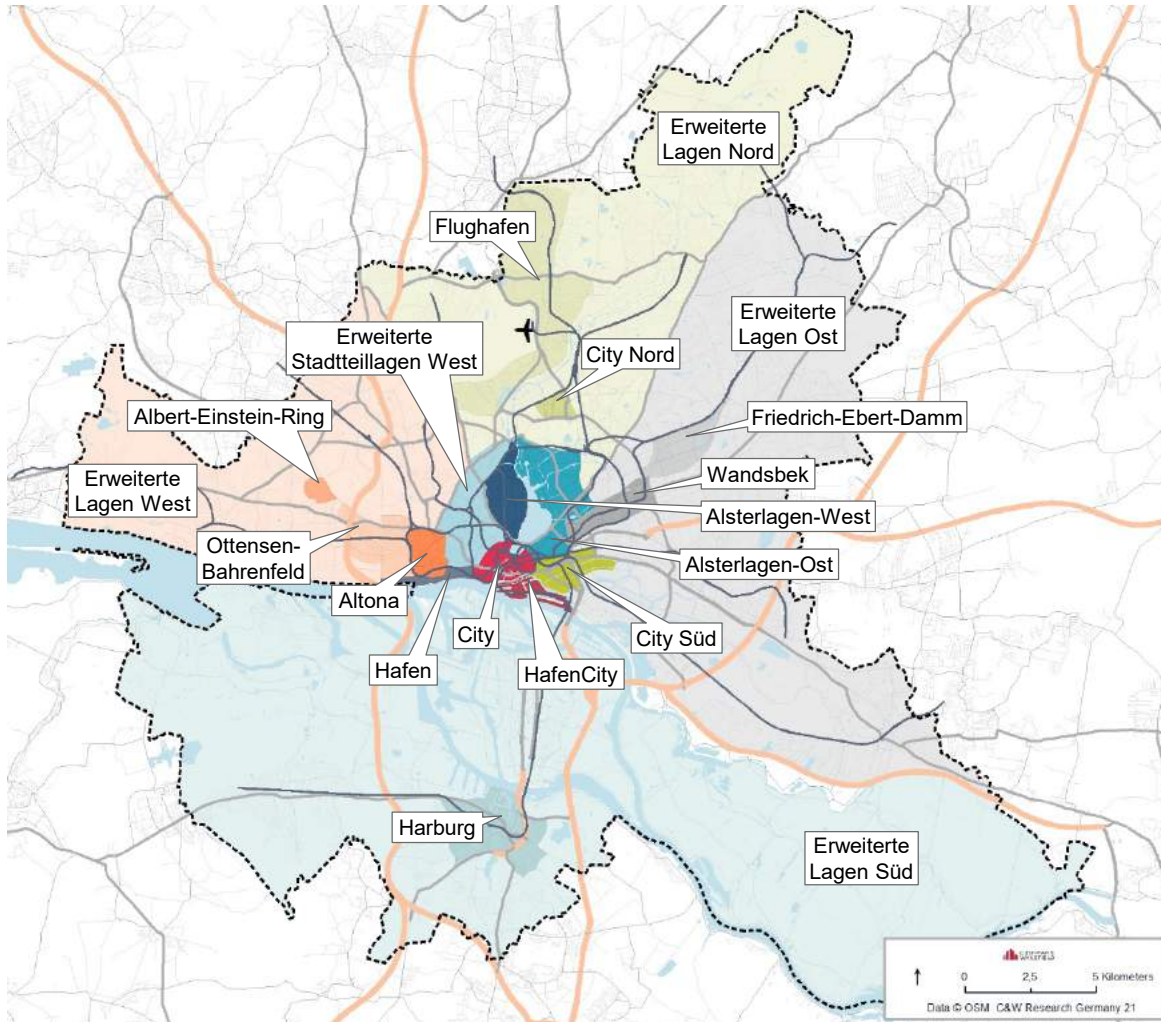 Erweiterte
Lagen Nord
Flughafen
Erweiterte
Lagen Ost
Erweiterte
Stadtteillagen West
City Nord
Albert-Einstein-Ring
Friedrich-Ebert-Damm
Erweiterte
Lagen West
Wandsbek
Alsterlagen-West
Ottensen-
Bahrenfeld
Alsterlagen-Ost
Altona
City
City Süd
Hafen
HafenCity
Harburg
Erweiterte
Lagen Süd
CUSHMAN &
WAKEFIELD
0 2,5 5 Kilometers
Data © OSM C&W Research Germany 21